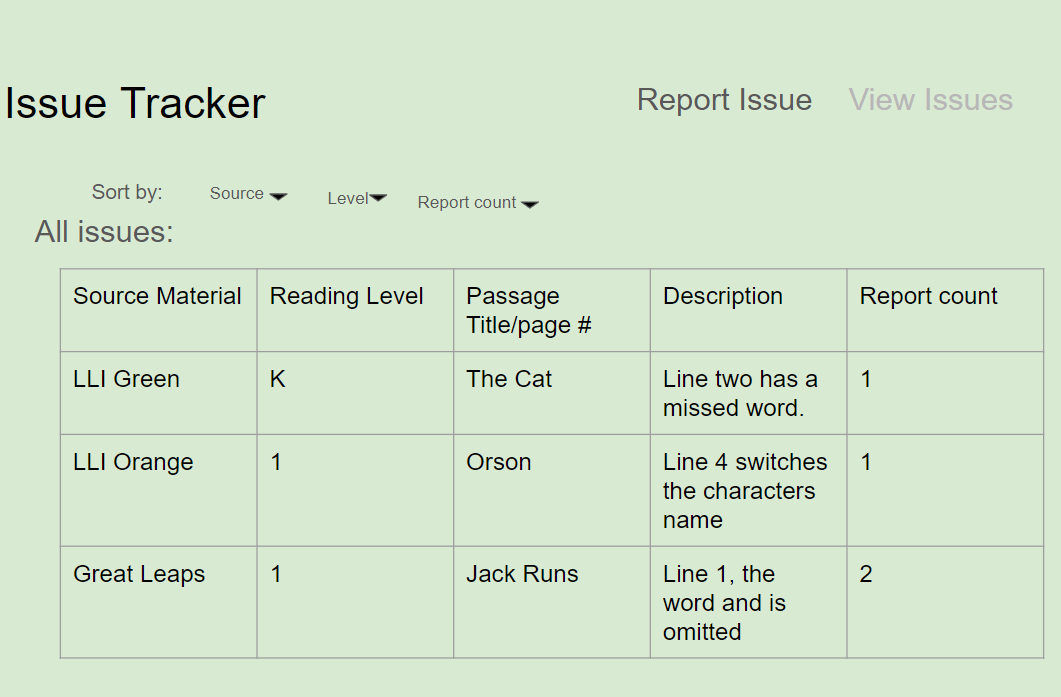 Issue Tracker
Report Issue
View Issues
Sort by:
Source
Level
Report count
All issues:
Source Material
Reading Level
Passage
Title/page #
Description
Report count
LLI Green
K
The Cat
Line two has a
missed word.
1
LLI Orange
1
Orson
Line 4 switches
the characters
name
1
Great Leaps
1
Jack Runs
Line 1, the
word and is
omitted
2